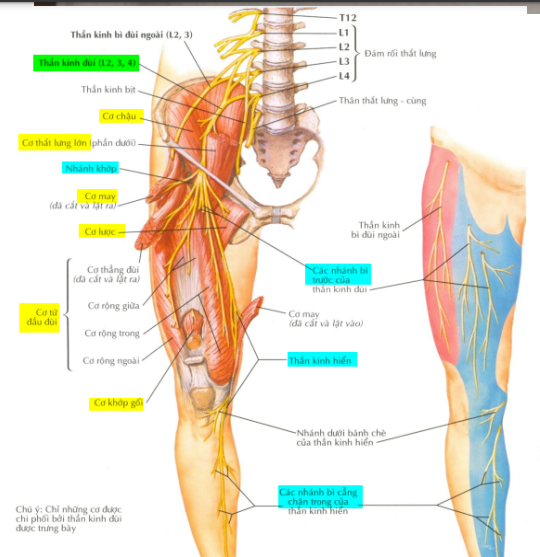 T12
Thần kinh bì đùi ngoài (L2, 3)
L1
L2
Thần kinh đùi (L2, 3, 4)
Đám rối thắt lưng
L3
L4
Thần kinh bịt
Thân thắt lưng - cùng
Cơ chậu
Cơ thắt lưng lớn (phần dưới)
Nhánh khớp
Cơ may
(đã cắt và lật ra)
Thần kinh
bì đùi ngoài
Cơ lược
Cơ thẳng đùi
(đã cắt và lật ra)
Các nhánh bì
trước của
thần kinh đùi
Cơ rộng giữa
Cơ tứ
đầu đùi
Cơ may
(đã cắt và lật vào)
Cơ rộng trong
Cơ rộng ngoài
Thần kinh hiển
Cơ khớp gối
Nhánh dưới bánh chè
của thần kinh hiển
Các nhánh bì cẳng
chân trong của
thần kinh hiển
Chú ý: Chỉ những cơ được
chi phối bởi thần kinh đùi
được trưng bày